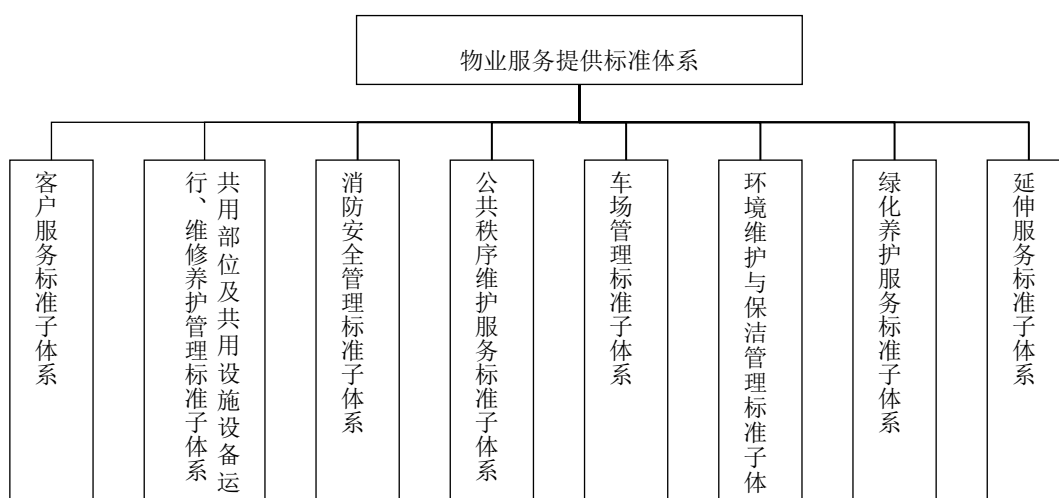 物业服务提供标准体系
客户服务标准子体系
共用部位及共用设施设备运
行、维修养护管理标准子体系
消防安全管理标准子体系
公共秩序维护服务标准子体系
车场管理标准子体系
环境维护与保洁管理标准子体
绿化养护服务标准子体系
延伸服务标准子体系